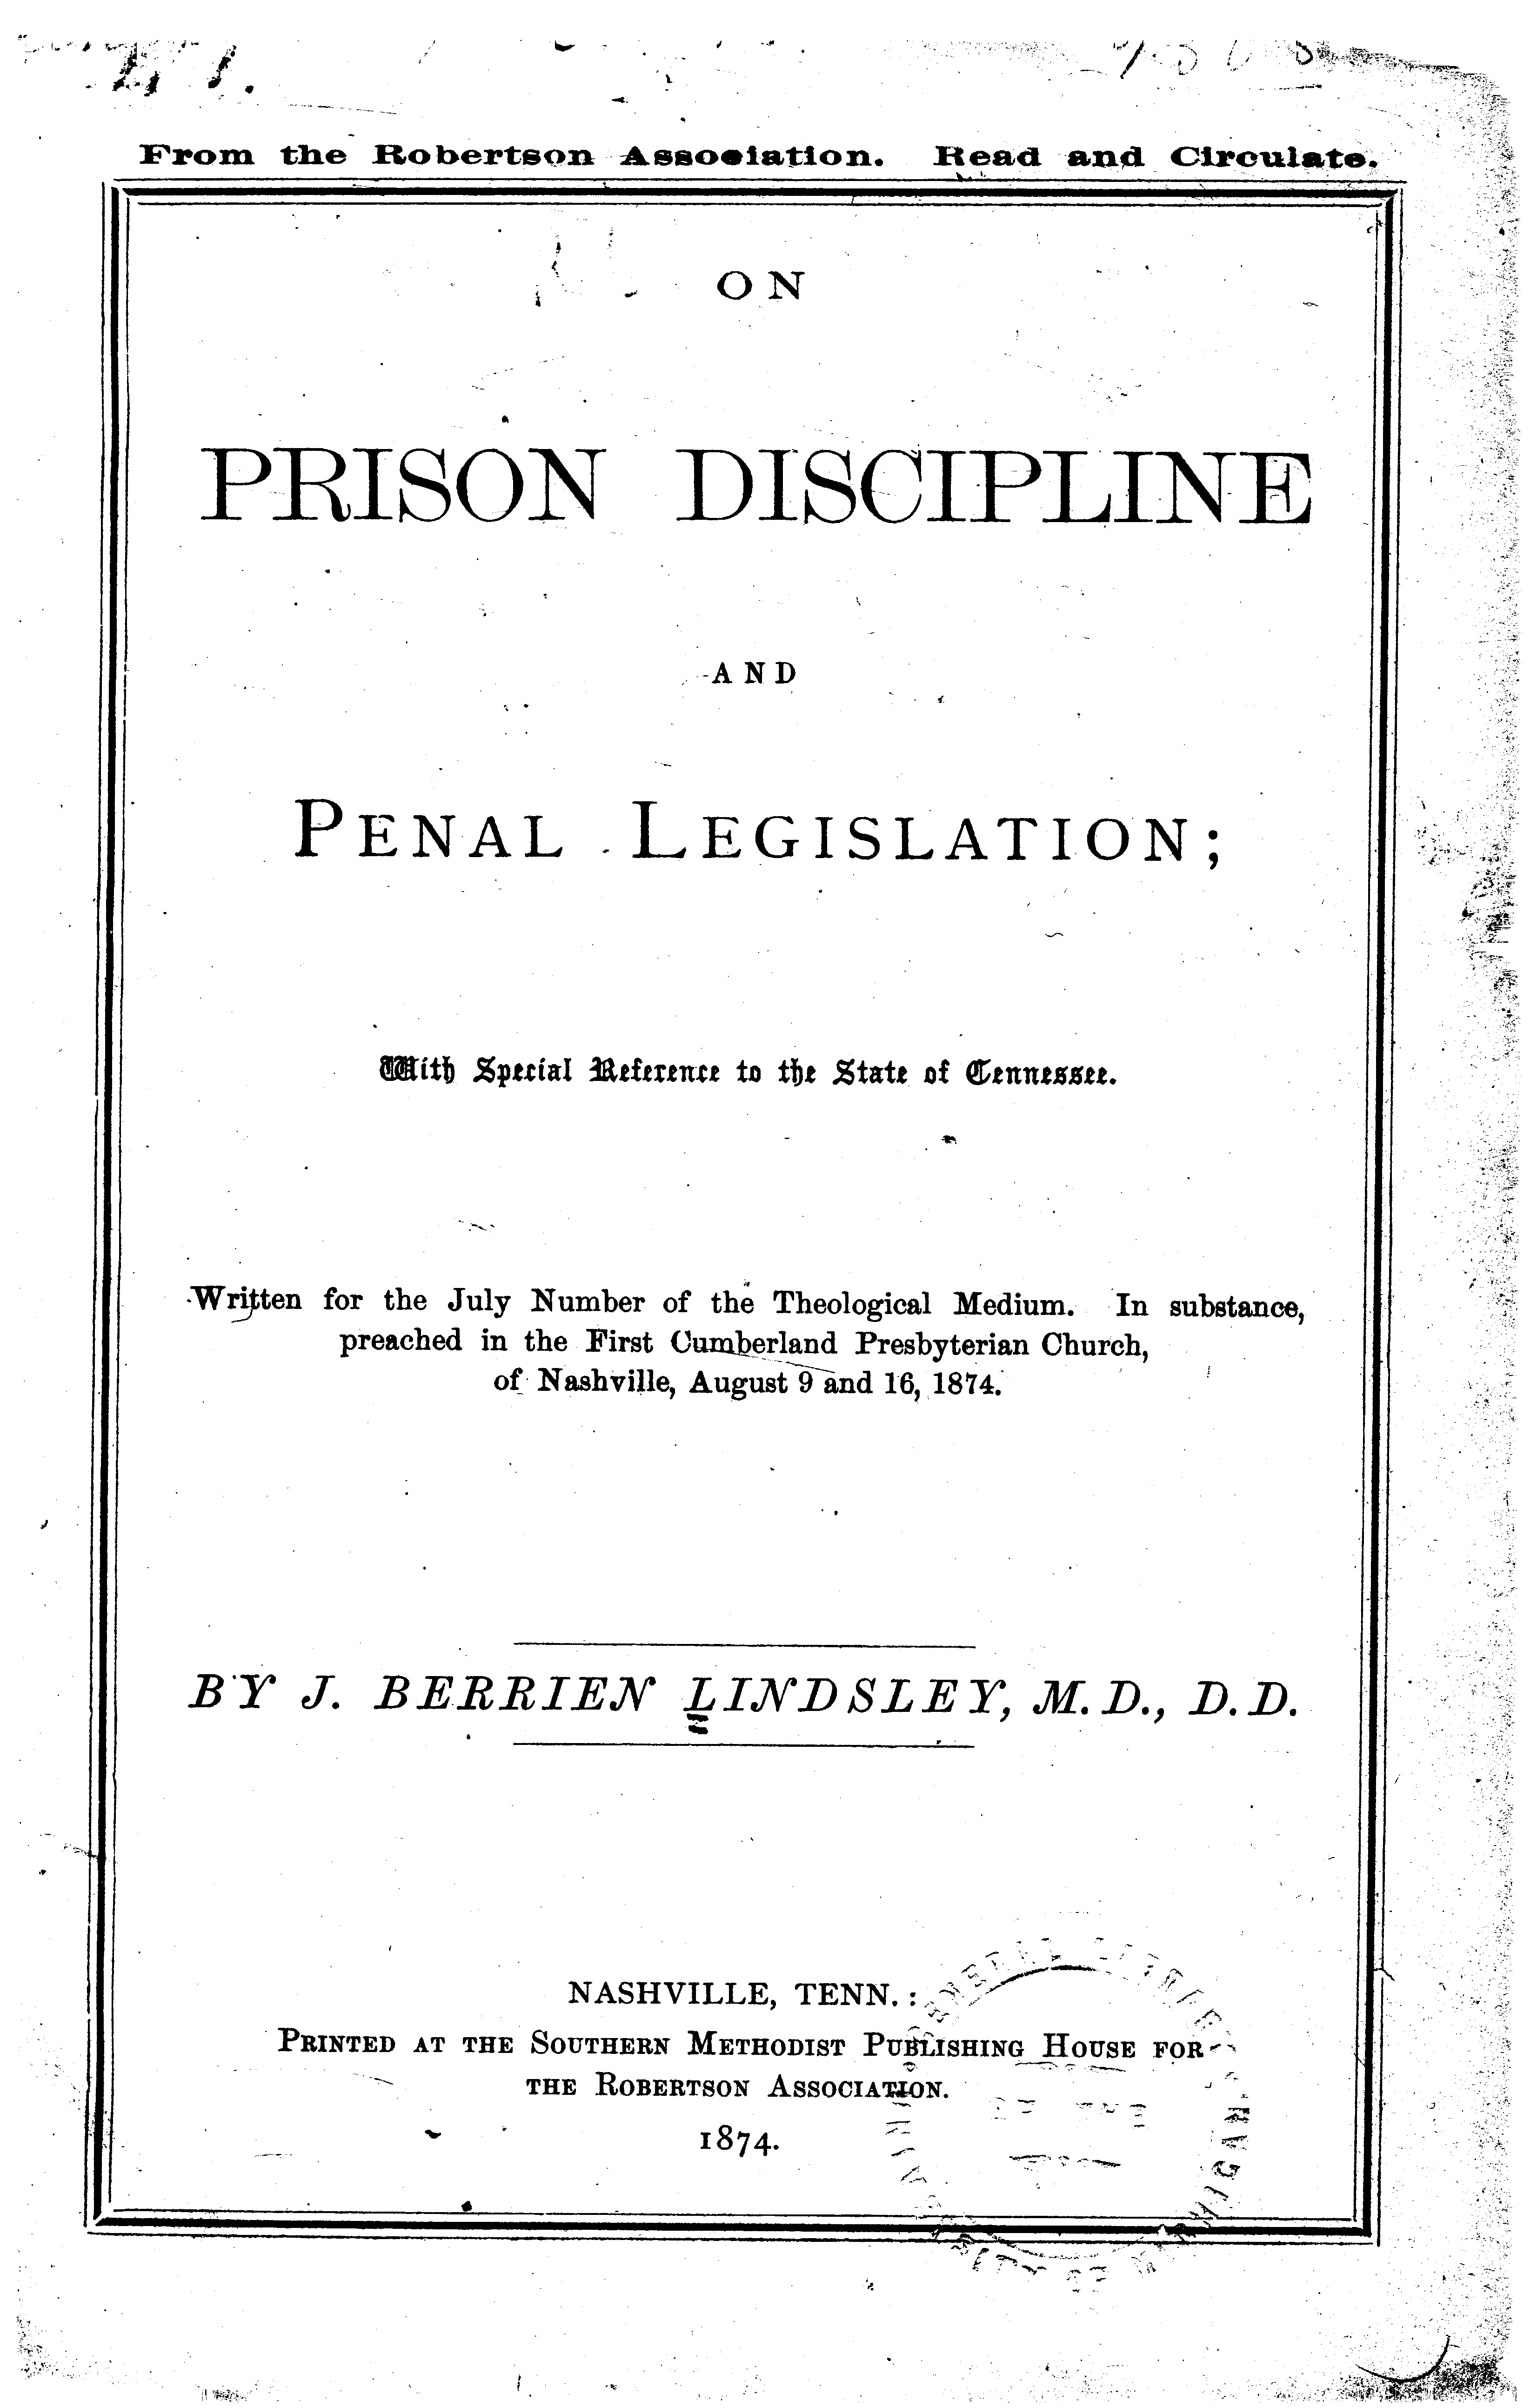 From the Robertson Association. Read and Circulate.
ON
PRISON DISCIPLINE
AND
PENAL LEGISLATION;
With Special Reference to the State of Tennessee.
Written for the July Number of the Theological Medium. In substance,
preached in the First Cumberland Presbyterian Church,
of Nashville, August 9 and 16, 1874.
BY J. BERRIEN LINDSLEY, M.D., D.D.
NASHVILLE, TENN.:
PRINTED AT THE SOUTHERN METHODIST PUBLISHING HOUSE FOR
THE ROBERTSON ASSOCIATION.
1874.